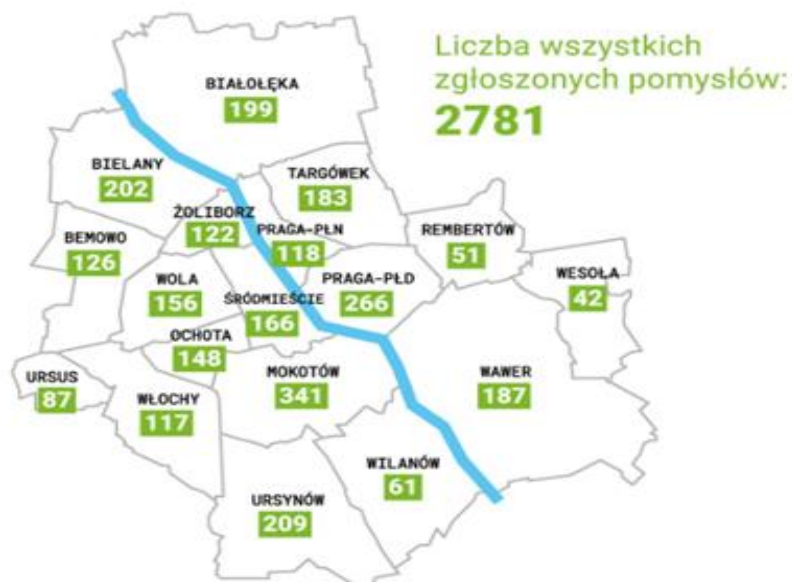 Liczba wszystkich
zgłoszonych pomysłów:
2781
BIAŁOŁĘKA
199
BIELANY
202
TARGÓWEK
183
ŻOLIBORZ
122
PRAGA-PŁN
118
REMBERTÓW
51
BEMOWO
126
WESOŁA
42
WOLA
156
PRAGA-PŁD
266
ŚRÓDMIEŚCIE
166
OCHOTA
148
URSUS
87
WŁOCHY
117
MOKOTÓW
341
WAWER
187
WILANÓW
61
URSYNÓW
209